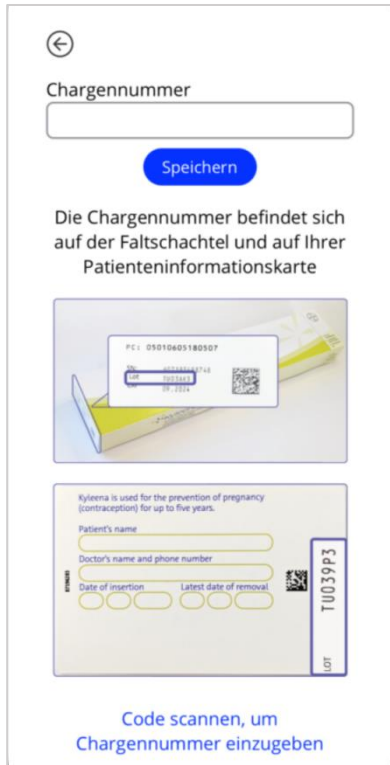 Chargennummer
Speichern
Die Chargennummer befindet sich
auf der Faltschachtel und auf Ihrer
Patienteninformationskarte
PC: 05010605180507
09.2024
Kyleena is used for the prevention of pregnancy
(contraception) for up to five years.
Patient's name
Doctor's name and phone number
Date of insertion Latest date of removal
LOT TU039P3
Code scannen, um
Chargennummer einzugeben